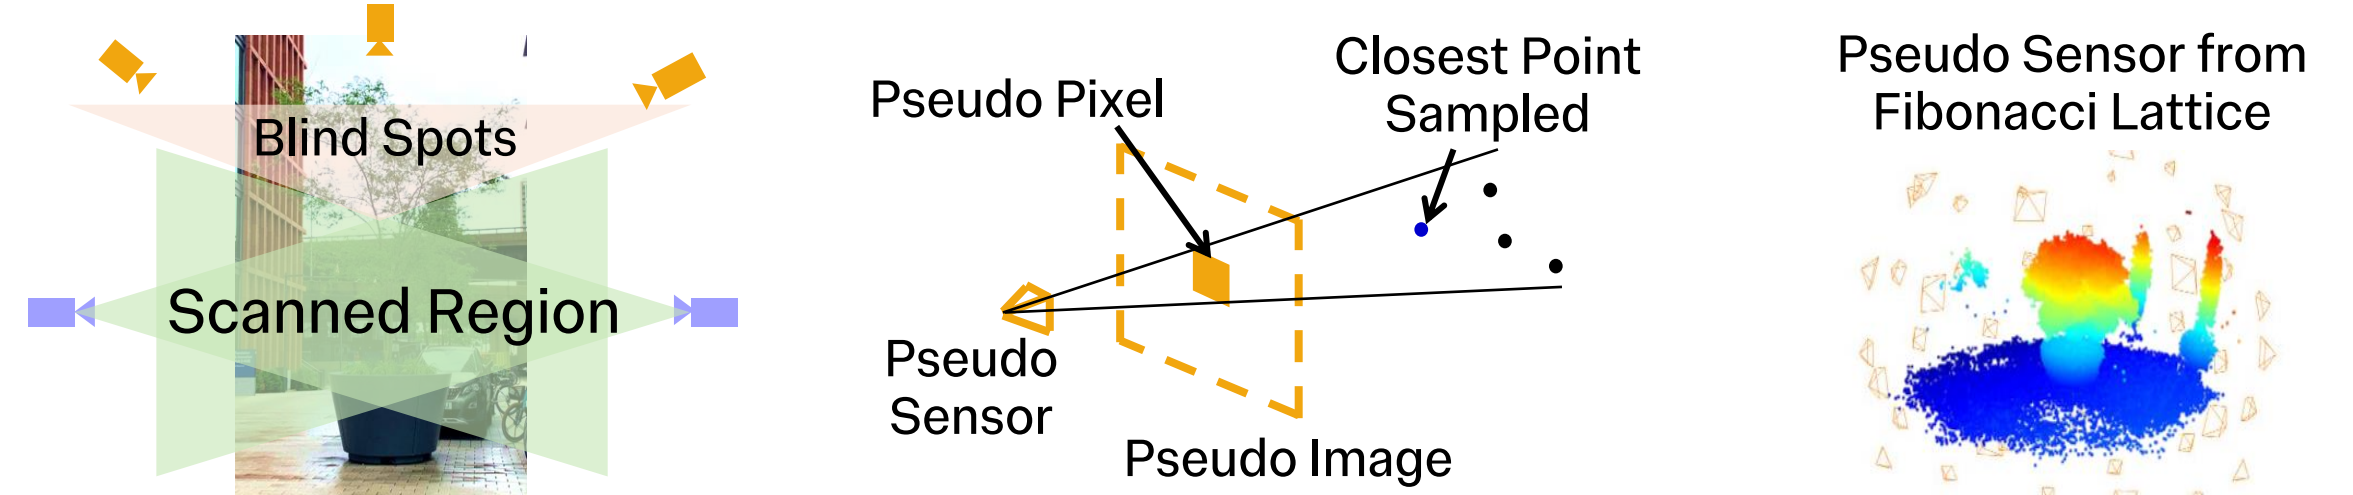 Blind Spots
Scanned Region
Pseudo Pixel
Closest Point
Sampled
Pseudo
Sensor
Pseudo Image
Pseudo Sensor from
Fibonacci Lattice